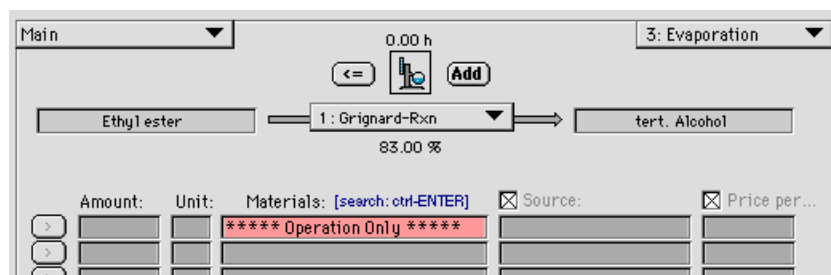 Main
0.00 h
3: Evaporation
<= Add
Ethyl ester
1 : Grignard-Rxn
tert. Alcohol
83.00 %
Amount: Unit: Materials: [search: ctrl-ENTER] Source: Price per...
> ***** Operation Only *****
>